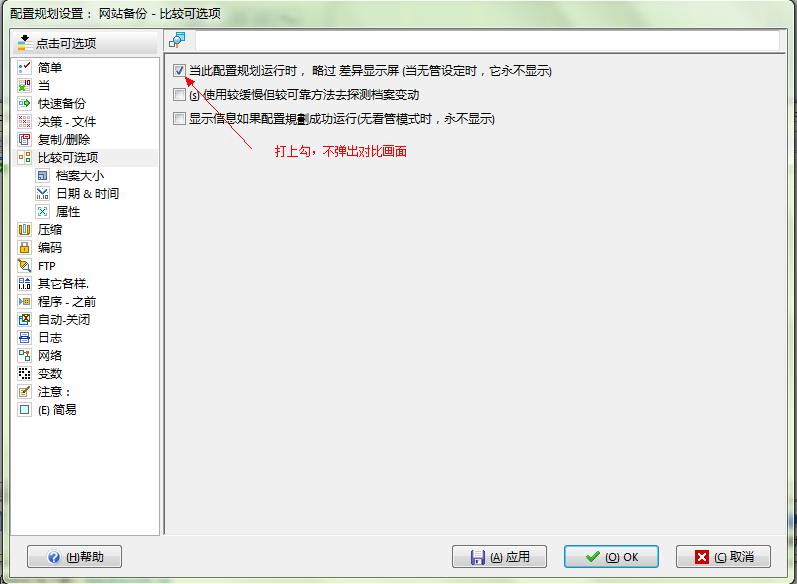 配置规划设置： 网站备份 - 比较可选项
点击可选项
简单
当
快速备份
决策 - 文件
复制/删除
比较可选项
档案大小
日期 & 时间
属性
压缩
编码
FTP
其它各样.
程序 - 之前
自动-关闭
日志
网络
变数
注意：
(E) 简易
当此配置规划运行时， 略过 差异显示屏 (当无管设定时，它永不显示)
(s) 使用较缓慢但较可靠方法去探测档案变动
显示信息如果配置規劃成功运行(无看管模式时，永不显示)
打上勾，不弹出对比画面
(H)帮助
(A) 应用
(O) OK
(C) 取消